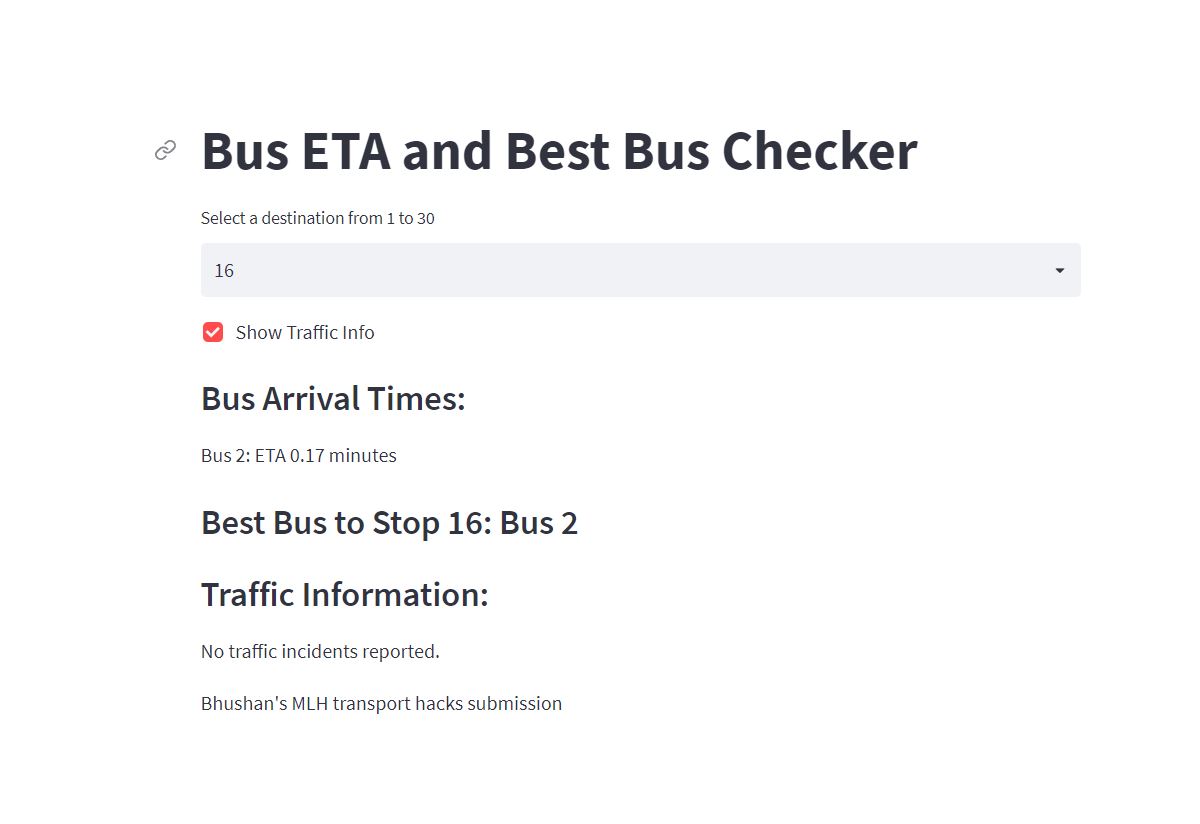 Bus ETA and Best Bus Checker
Select a destination from 1 to 30
16
Show Traffic Info
Bus Arrival Times:
Bus 2: ETA 0.17 minutes
Best Bus to Stop 16: Bus 2
Traffic Information:
No traffic incidents reported.
Bhushan's MLH transport hacks submission